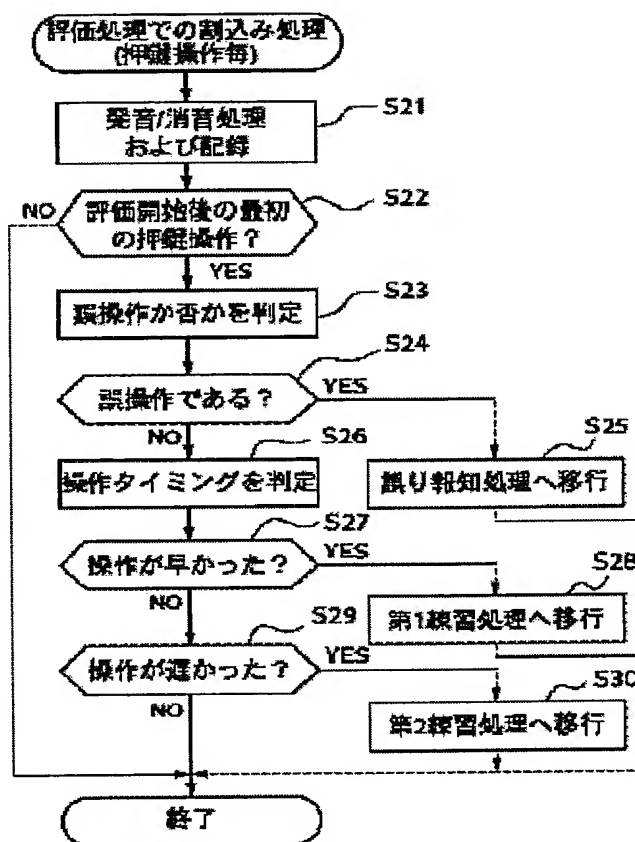 評価処理での割込み処理
(押鍵操作毎)
S21
発音/消音処理
および記録
S22
NO
評価開始後の最初
の押鍵操作？
YES
S23
誤操作か否かを判定
S24
誤操作である？
YES
NO
S26
S25
操作タイミングを判定
誤り報知処理へ移行
S27
操作が早かった？
YES
S28
NO
第1練習処理へ移行
S29
操作が遅かった？
YES
S30
NO
第2練習処理へ移行
終了